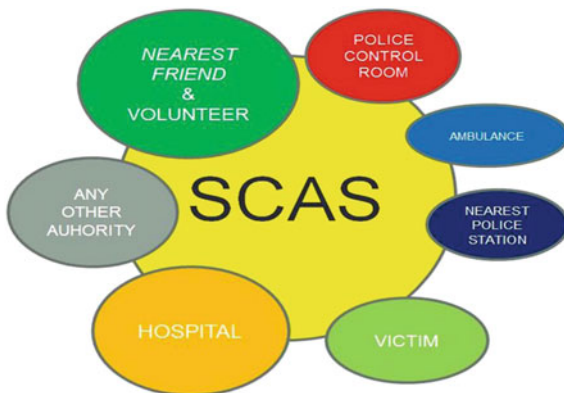 NEAREST
FRIEND
&
VOLUNTEER
POLICE
CONTROL
ROOM
AMBULANCE
ANY
OTHER
AUHORITY
SCAS
NEAREST
POLICE
STATION
HOSPITAL
VICTIM